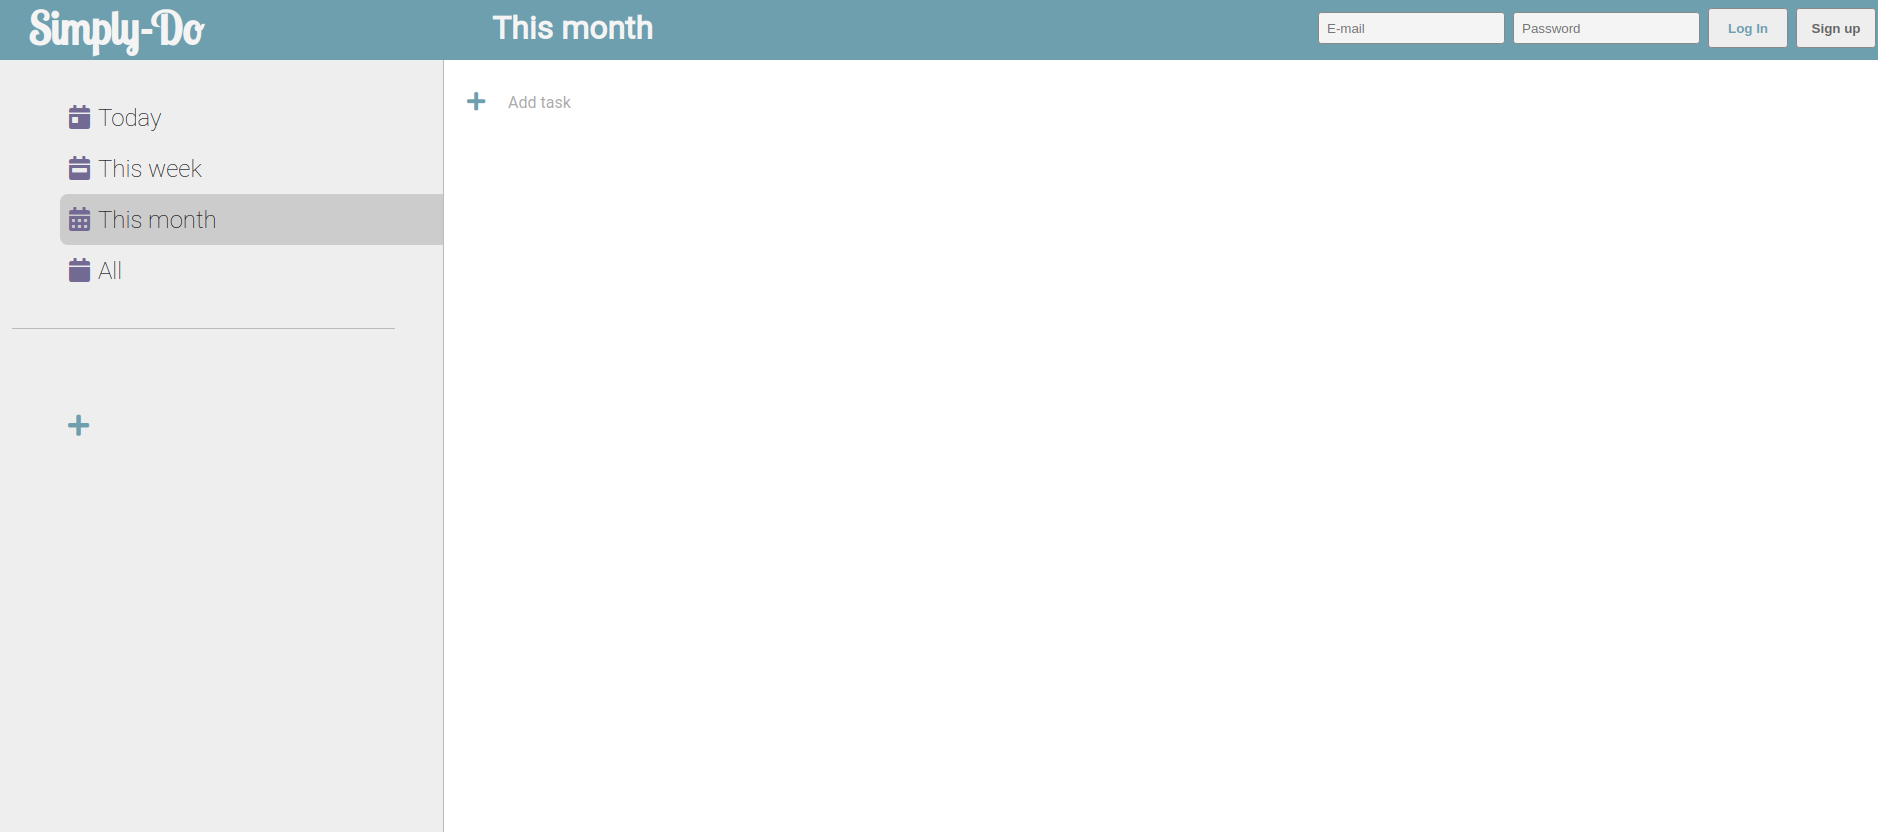 Simply-Do
This month
E-mail
Password
Log In
Sign up
Today
This week
This month
All
Add task